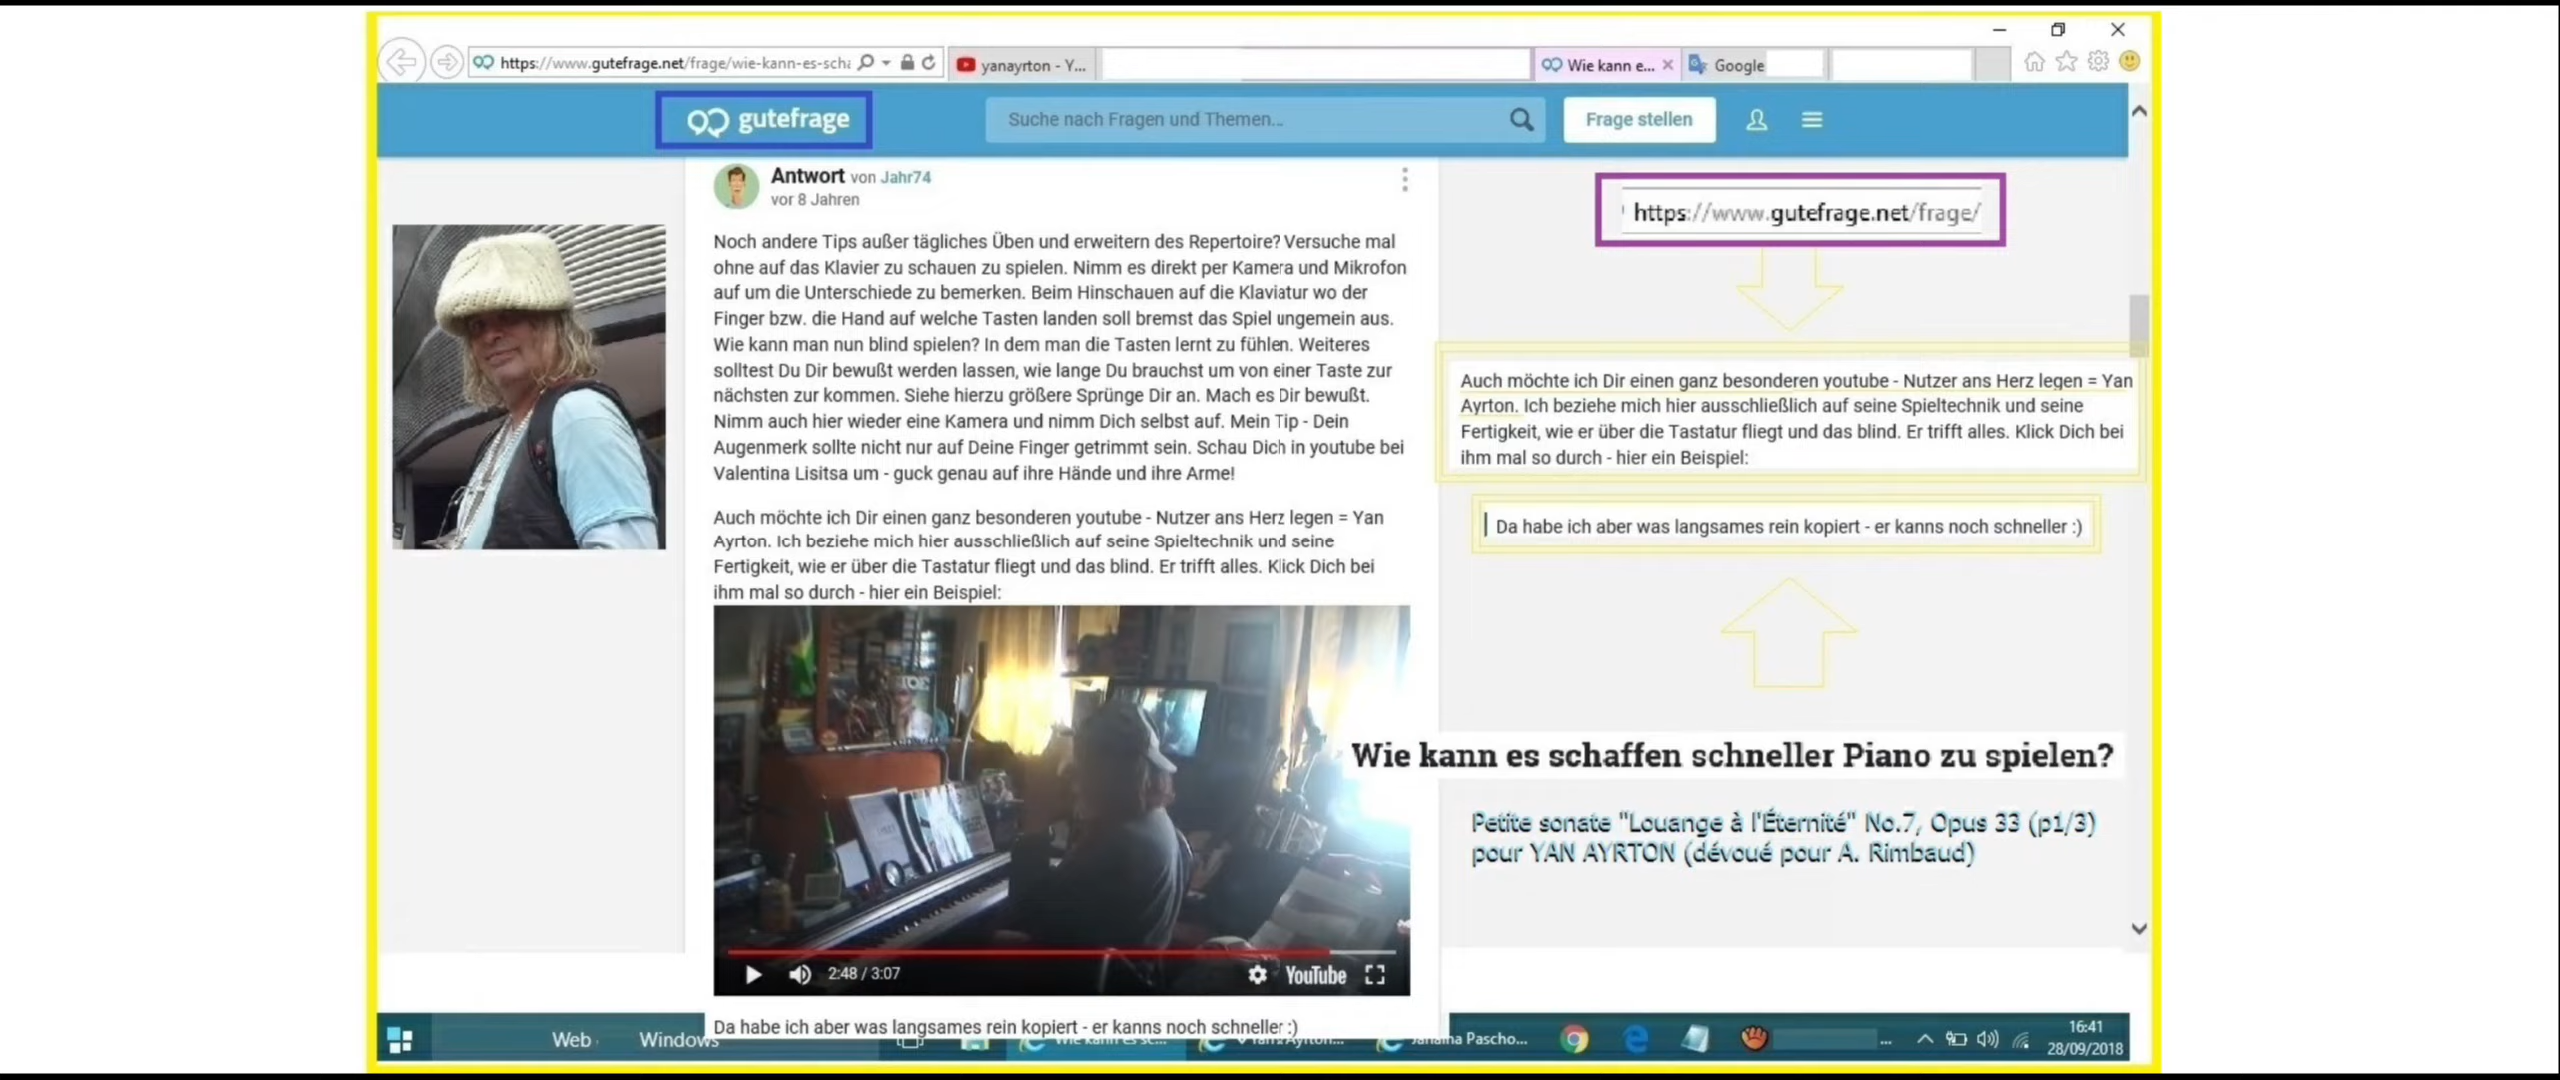 https://www.gutefrage.net/frage/wie-kann-es-scha
yanayrton - Y...
Wie kann e...
Google
gutefrage
Suche nach Fragen und Themen...
Frage stellen
Antwort von Jahr74
vor 8 Jahren
Noch andere Tips außer tägliches Üben und erweitern des Repertoire? Versuche mal
ohne auf das Klavier zu schauen zu spielen. Nimm es direkt per Kamera und Mikrofon
auf um die Unterschiede zu bemerken. Beim Hinschauen auf die Klaviatur wo der
Finger bzw. die Hand auf welche Tasten landen soll bremst das Spiel ungemein aus.
Wie kann man nun blind spielen? In dem man die Tasten lernt zu fühlen. Weiteres
solltest Du Dir bewußt werden lassen, wie lange Du brauchst um von einer Taste zur
nächsten zur kommen. Siehe hierzu größere Sprünge Dir an. Mach es Dir bewußt.
Nimm auch hier wieder eine Kamera und nimm Dich selbst auf. Mein Tip - Dein
Augenmerk sollte nicht nur auf Deine Finger getrimmt sein. Schau Dich in youtube bei
Valentina Lisitsa um - guck genau auf ihre Hände und ihre Arme!
Auch möchte ich Dir einen ganz besonderen youtube - Nutzer ans Herz legen = Yan
Ayrton. Ich beziehe mich hier ausschließlich auf seine Spieltechnik und seine
Fertigkeit, wie er über die Tastatur fliegt und das blind. Er trifft alles. Klick Dich bei
ihm mal so durch - hier ein Beispiel:
2:48 / 3:07
YouTube
Da habe ich aber was langsames rein kopiert - er kanns noch schneller :)
https://www.gutefrage.net/frage/
Auch möchte ich Dir einen ganz besonderen youtube - Nutzer ans Herz legen = Yan
Ayrton. Ich beziehe mich hier ausschließlich auf seine Spieltechnik und seine
Fertigkeit, wie er über die Tastatur fliegt und das blind. Er trifft alles. Klick Dich bei
ihm mal so durch - hier ein Beispiel:
Da habe ich aber was langsames rein kopiert - er kanns noch schneller :)
Wie kann es schaffen schneller Piano zu spielen?
Petite sonate "Louange à l'Éternité" No.7, Opus 33 (p1/3)
pour YAN AYRTON (dévoué pour A. Rimbaud)
Web
Windows
Wie kann es sc...
Yan Ayrton...
Janaina Pascho...
16:41
28/09/2018